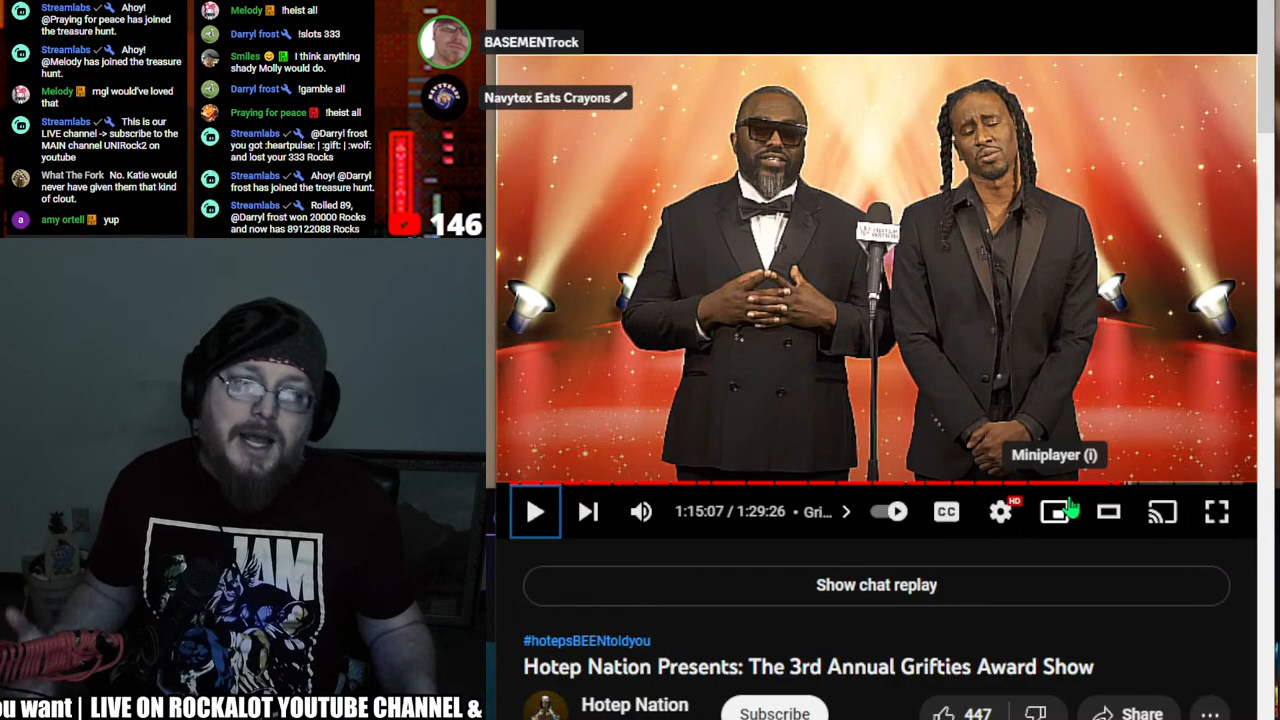 Streamlabs Ahoy!
@Praying for peace has joined
the treasure hunt.
Streamlabs Ahoy!
@Melody has joined the treasure
hunt.
Melody mgl would've loved
that
Streamlabs This is our
LIVE channel -> subscribe to the
MAIN channel UNIRock2 on
youtube
What The Fork No. Katie would
never have given them that kind
of clout.
amy ortell yup
Melody !heist all
Darryl frost !slots 333
Smiles I think anything
shady Molly would do.
Darryl frost !gamble all
Praying for peace !heist all
Streamlabs @Darryl frost
you got :heartpulse: | :gift: | :wolf:
and lost your 333 Rocks
Streamlabs Ahoy! @Darryl
frost has joined the treasure hunt.
Streamlabs Rolled 89,
@Darryl frost won 20000 Rocks
and now has 89122088 Rocks
146
BASEMENTrock
Navytex Eats Crayons
HOTEP
NATION
JAM
Miniplayer (i)
1:15:07 / 1:29:26 • Gri...
CC
HD
Show chat replay
#hotepsBEENtoldyou
Hotep Nation Presents: The 3rd Annual Grifties Award Show
Hotep Nation
Subscribe
447
Share
ou want | LIVE ON ROCKALOT YOUTUBE CHANNEL &